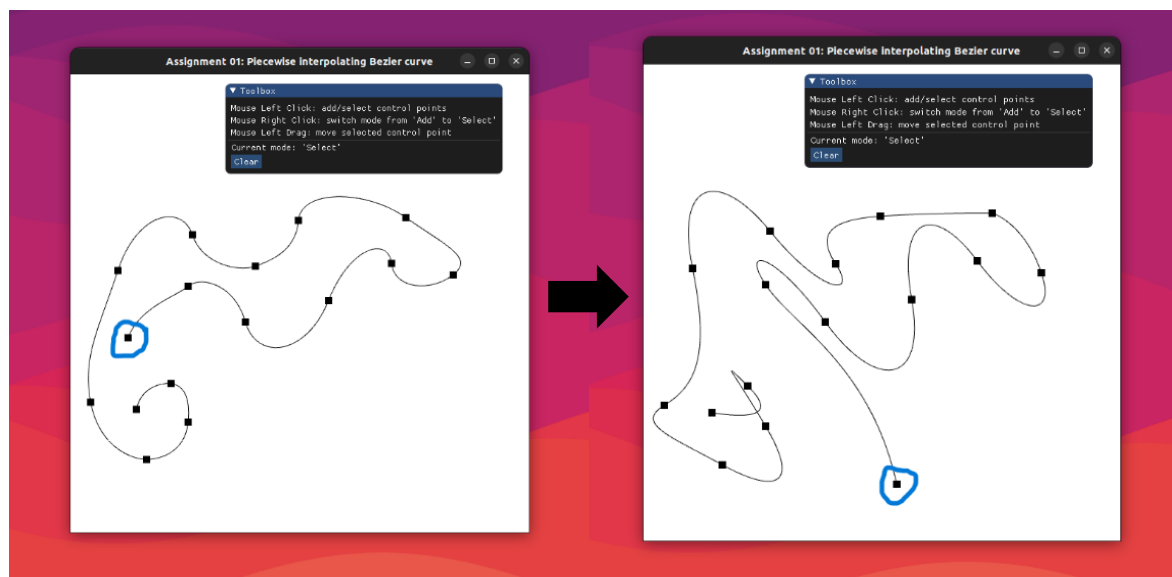 Assignment 01: Piecewise interpolating Bezier curve
▼ Toolbox
Mouse Left Click: add/select control points
Mouse Right Click: switch mode from 'Add' to 'Select'
Mouse Left Drag: move selected control point
Current mode: 'Select'
Clear
Assignment 01: Piecewise interpolating Bezier curve
▼ Toolbox
Mouse Left Click: add/select control points
Mouse Right Click: switch mode from 'Add' to 'Select'
Mouse Left Drag: move selected control point
Current mode: 'Select'
Clear